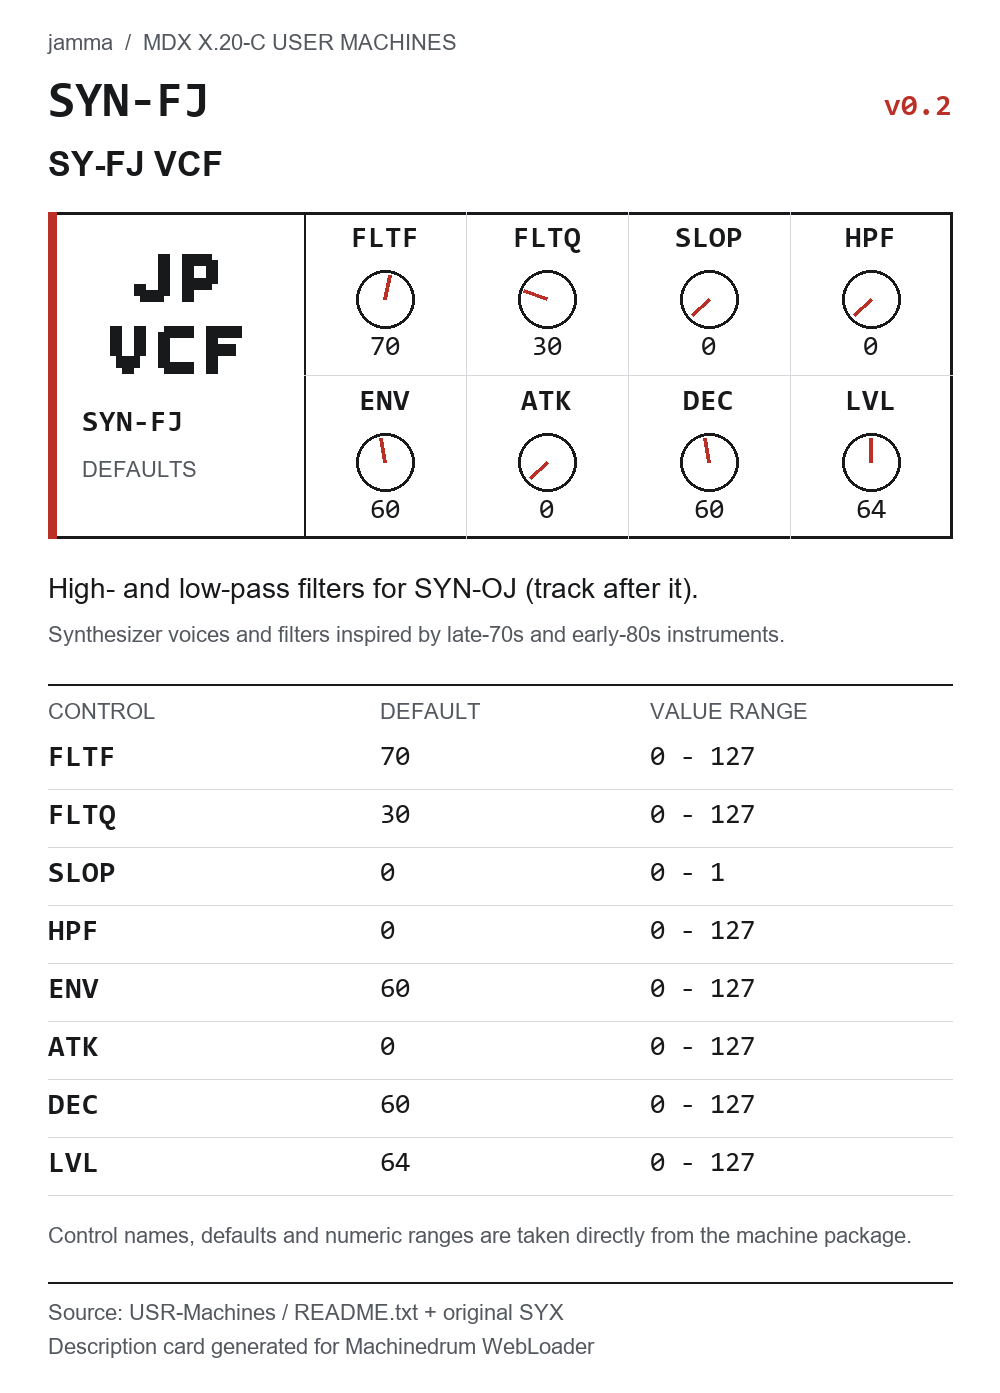 jamma / MDX X.20-C USER MACHINES
SYN-FJ
v0.2
SY-FJ VCF
JP
VCF
SYN-FJ
DEFAULTS
FLTF FLTQ SLOP HPF
70 30 0 0
ENV ATK DEC LVL
60 0 60 64
High- and low-pass filters for SYN-OJ (track after it).
Synthesizer voices and filters inspired by late-70s and early-80s instruments.
CONTROL DEFAULT VALUE RANGE
FLTF 70 0 - 127
FLTQ 30 0 - 127
SLOP 0 0 - 1
HPF 0 0 - 127
ENV 60 0 - 127
ATK 0 0 - 127
DEC 60 0 - 127
LVL 64 0 - 127
Control names, defaults and numeric ranges are taken directly from the machine package.
Source: USR-Machines / README.txt + original SYX
Description card generated for Machinedrum WebLoader